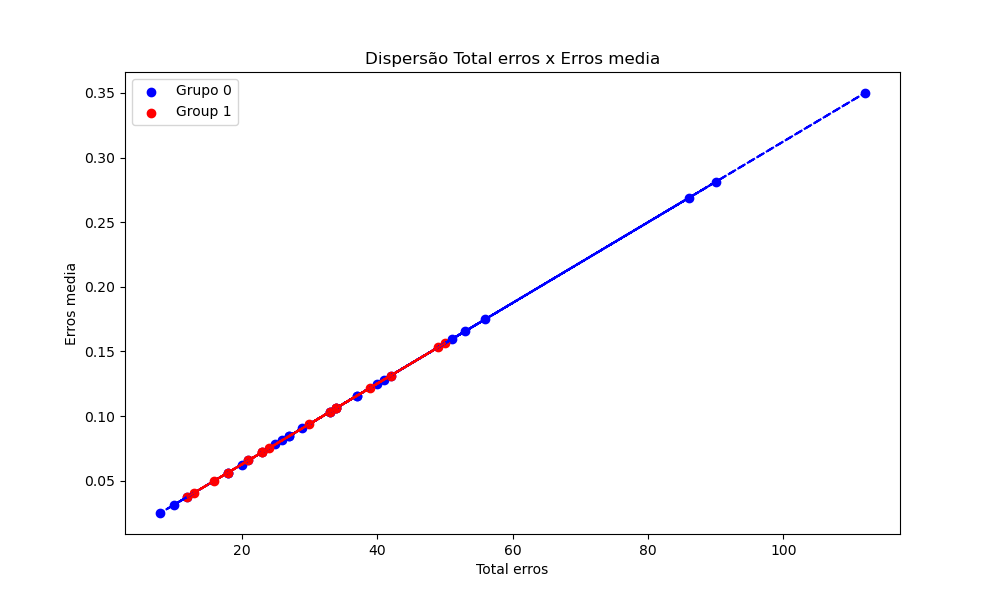 Dispersão Total erros x Erros media
Grupo 0
Group 1
0.35
0.30
0.25
0.20
0.15
0.10
0.05
Erros media
20 40 60 80 100
Total erros